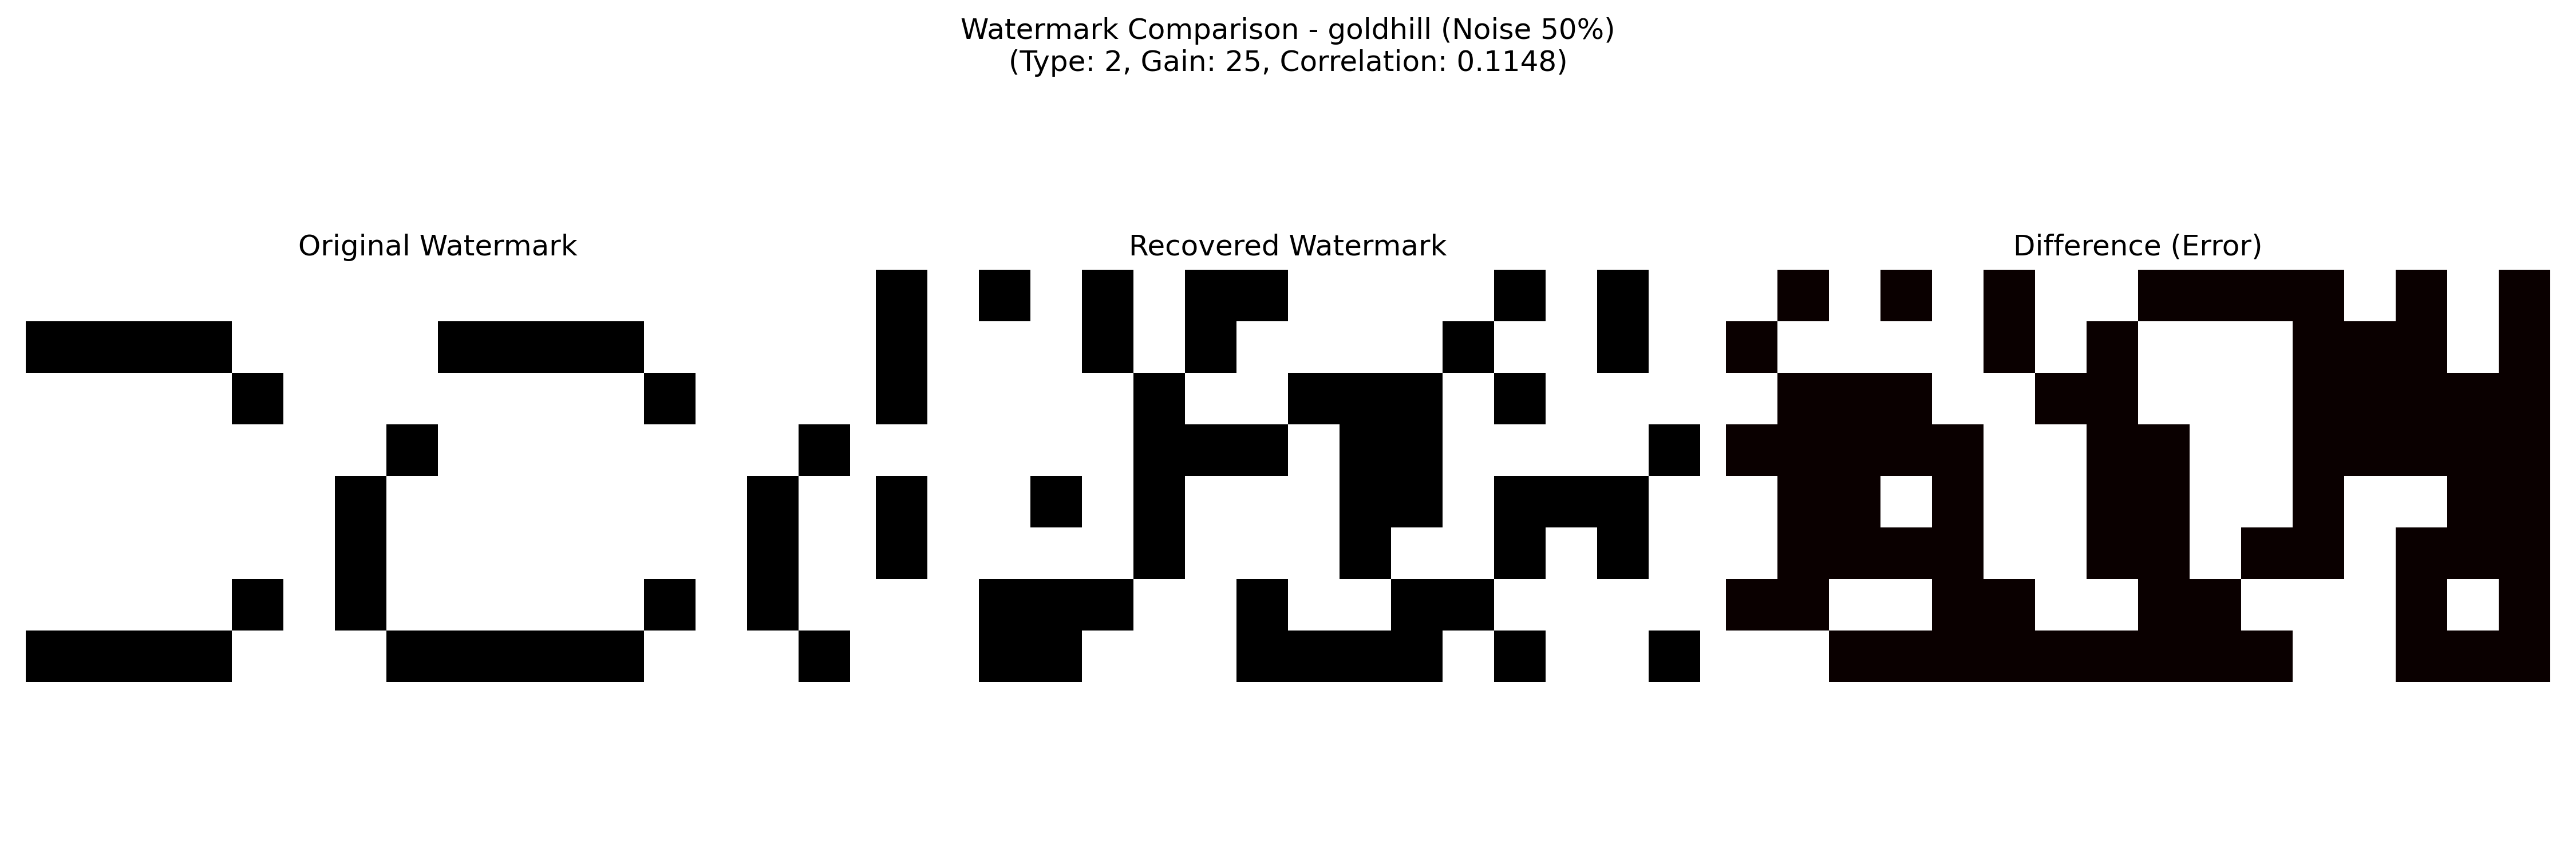 Watermark Comparison - goldhill (Noise 50%)
(Type: 2, Gain: 25, Correlation: 0.1148)
Original Watermark
Recovered Watermark
Difference (Error)